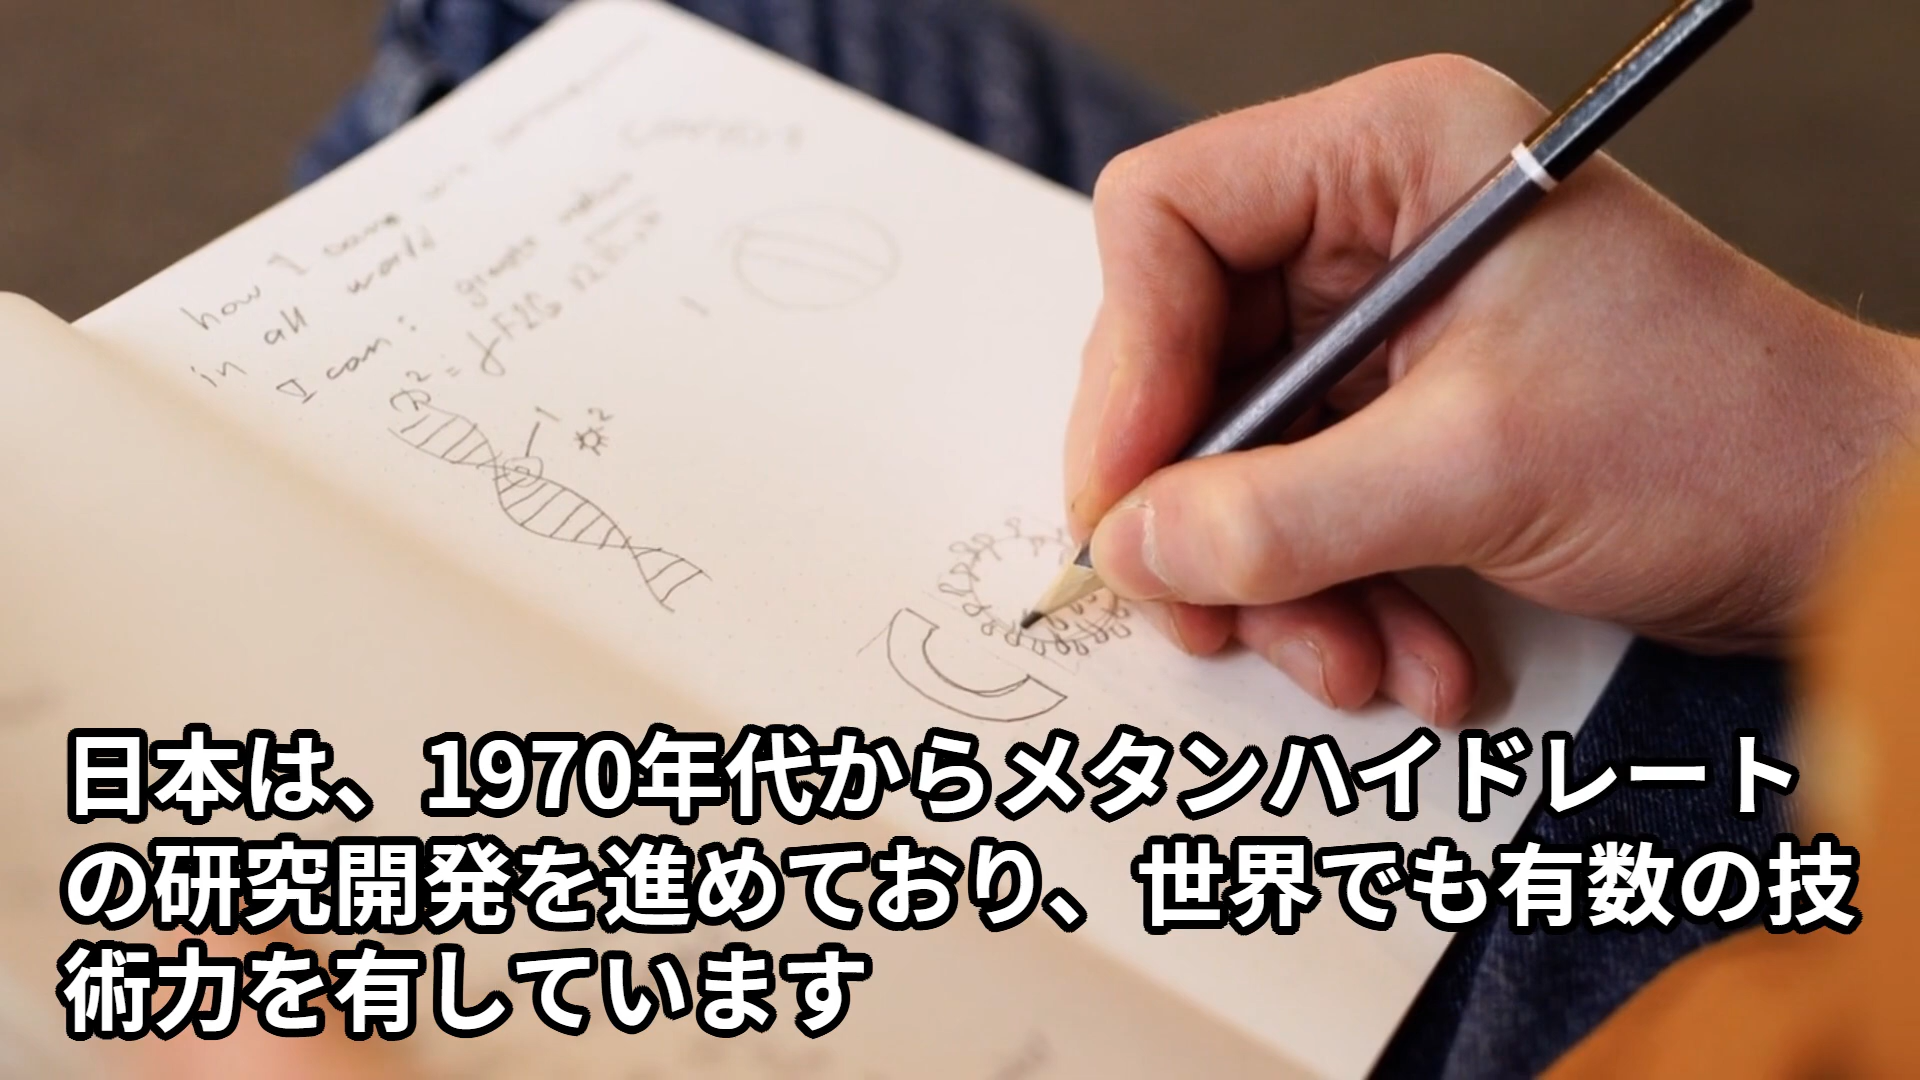 how I came
in all world
I can:
日本は、1970年代からメタンハイドレート
の研究開発を進めており、世界でも有数の技
術力を有しています